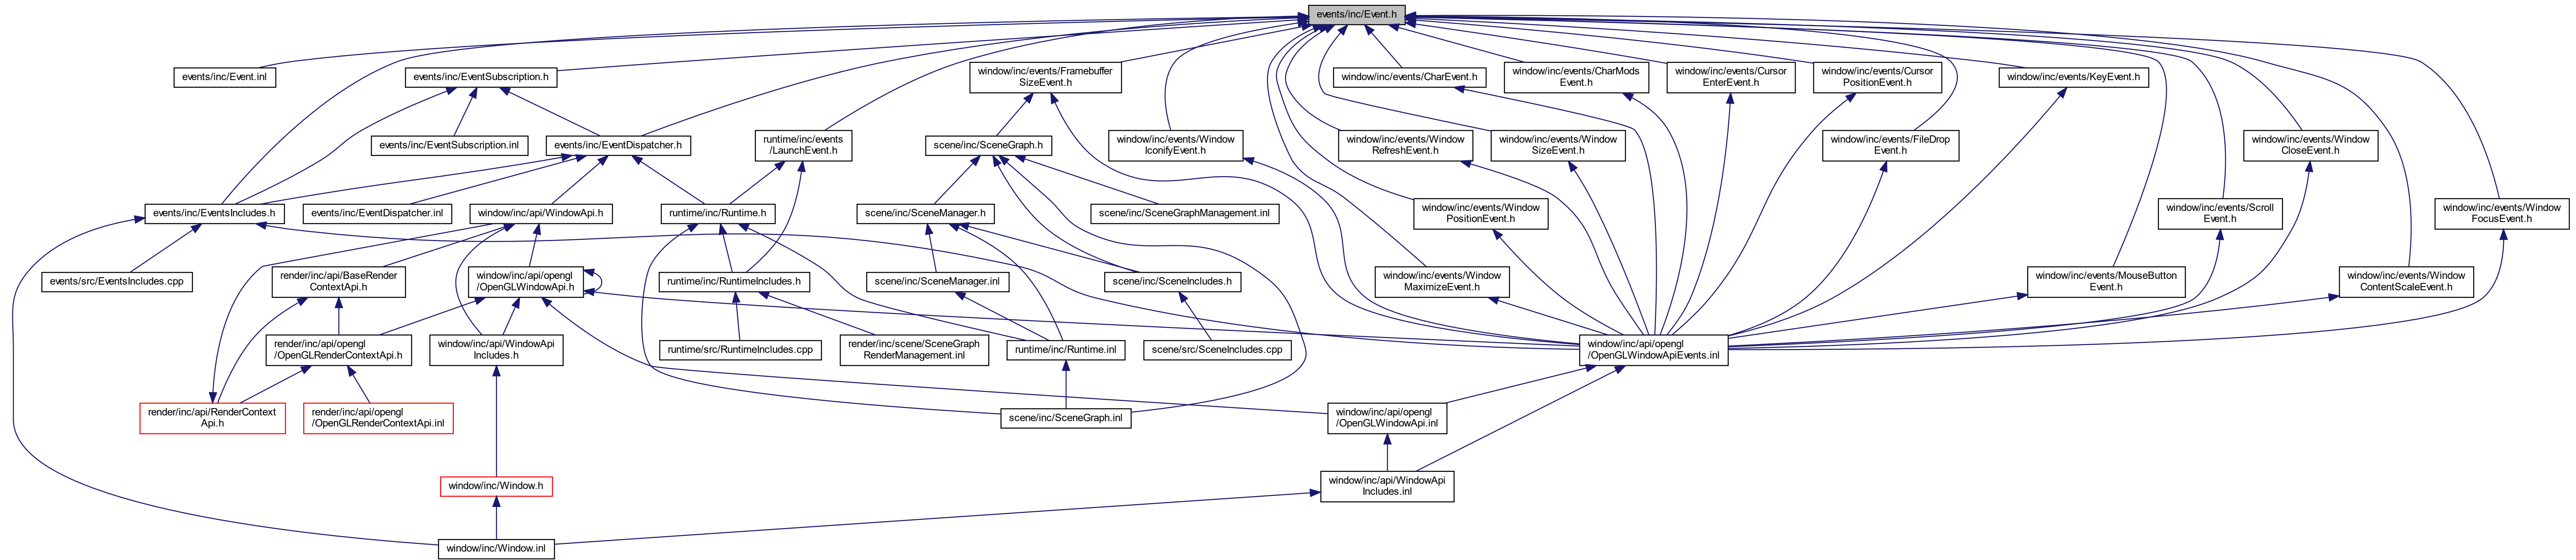 events/inc/Event.h
events/inc/Event.inl
events/inc/EventSubscription.h
window/inc/events/Framebuffer
SizeEvent.h
window/inc/events/CharEvent.h
window/inc/events/CharMods
Event.h
window/inc/events/Cursor
EnterEvent.h
window/inc/events/Cursor
PositionEvent.h
window/inc/events/KeyEvent.h
events/inc/EventSubscription.inl
events/inc/EventDispatcher.h
runtime/inc/events
/LaunchEvent.h
scene/inc/SceneGraph.h
window/inc/events/Window
IconifyEvent.h
window/inc/events/Window
RefreshEvent.h
window/inc/events/Window
SizeEvent.h
window/inc/events/FileDrop
Event.h
window/inc/events/Window
CloseEvent.h
events/inc/EventsIncludes.h
events/inc/EventDispatcher.inl
window/inc/api/WindowApi.h
runtime/inc/Runtime.h
scene/inc/SceneManager.h
scene/inc/SceneGraphManagement.inl
window/inc/events/Window
PositionEvent.h
window/inc/events/Scroll
Event.h
window/inc/events/Window
FocusEvent.h
events/src/EventsIncludes.cpp
render/inc/api/BaseRender
ContextApi.h
window/inc/api/opengl
/OpenGLWindowApi.h
runtime/inc/RuntimeIncludes.h
scene/inc/SceneManager.inl
scene/inc/SceneIncludes.h
window/inc/events/Window
MaximizeEvent.h
window/inc/events/MouseButton
Event.h
window/inc/events/Window
ContentScaleEvent.h
render/inc/api/opengl
/OpenGLRenderContextApi.h
window/inc/api/WindowApi
Includes.h
runtime/src/RuntimeIncludes.cpp
render/inc/scene/SceneGraph
RenderManagement.inl
runtime/inc/Runtime.inl
scene/src/SceneIncludes.cpp
window/inc/api/opengl
/OpenGLWindowApiEvents.inl
render/inc/api/RenderContext
Api.h
render/inc/api/opengl
/OpenGLRenderContextApi.inl
scene/inc/SceneGraph.inl
window/inc/api/opengl
/OpenGLWindowApi.inl
window/inc/Window.h
window/inc/api/WindowApi
Includes.inl
window/inc/Window.inl